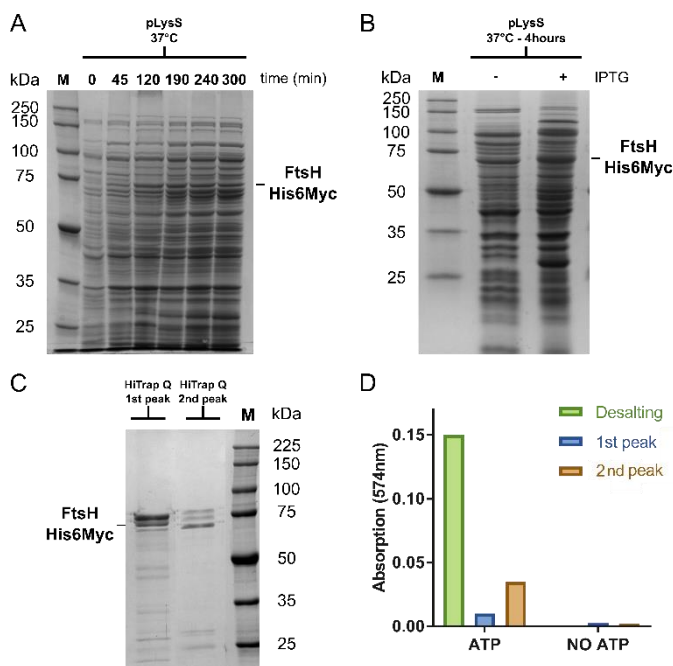 A
pLysS
37°C
kDa M 0 45 120 190 240 300 time (min)
250
150
100
75
50
35
25
FtsH
His6Myc
B
pLysS
37°C - 4hours
kDa M - + IPTG
250
150
100
75
50
35
25
FtsH
His6Myc
C
HiTrap Q
1st peak
HiTrap Q
2nd peak
M kDa
225
150
100
75
50
35
25
FtsH
His6Myc
D
Absorption (574nm)
0.15
0.10
0.05
0.00
Desalting
1st peak
2nd peak
ATP NO ATP